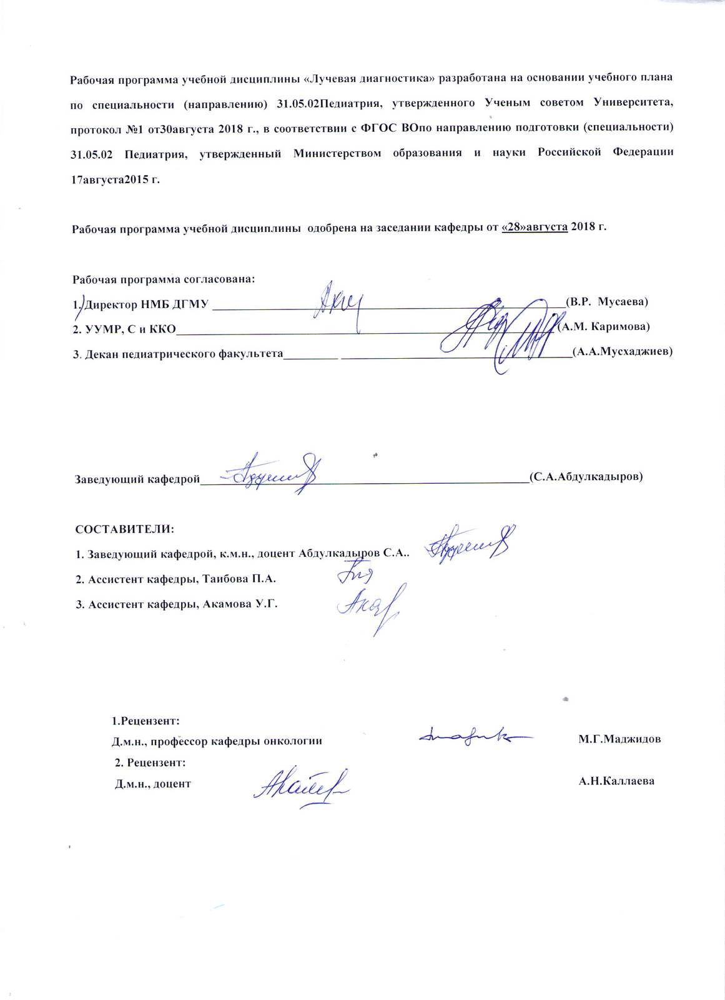 Рабочая программа учебной дисциплины «Лучевая диагностика» разработана на основании учебного плана
по специальности (направлению) 31.05.02Педиатрия, утвержденного Ученым советом Университета,
протокол №1 от30августа 2018 г., в соответствии с ФГОС ВОпо направлению подготовки (специальности)
31.05.02 Педиатрия, утвержденный Министерством образования и науки Российской Федерации
17августа2015 г.
Рабочая программа учебной дисциплины одобрена на заседании кафедры от «28»августа 2018 г.
Рабочая программа согласована:
1. Директор НМБ ДГМУ (В.Р. Мусаева)
2. УУМР, С и ККО (А.М. Каримова)
3. Декан педиатрического факультета (А.А.Мусхаджиев)
Заведующий кафедрой (С.А.Абдулкадыров)
СОСТАВИТЕЛИ:
1. Заведующий кафедрой, к.м.н., доцент Абдулкадыров С.А..
2. Ассистент кафедры, Таибова П.А.
3. Ассистент кафедры, Акамова У.Г.
1.Рецензент:
Д.м.н., профессор кафедры онкологии М.Г.Маджидов
2. Рецензент:
Д.м.н., доцент А.Н.Каллаева